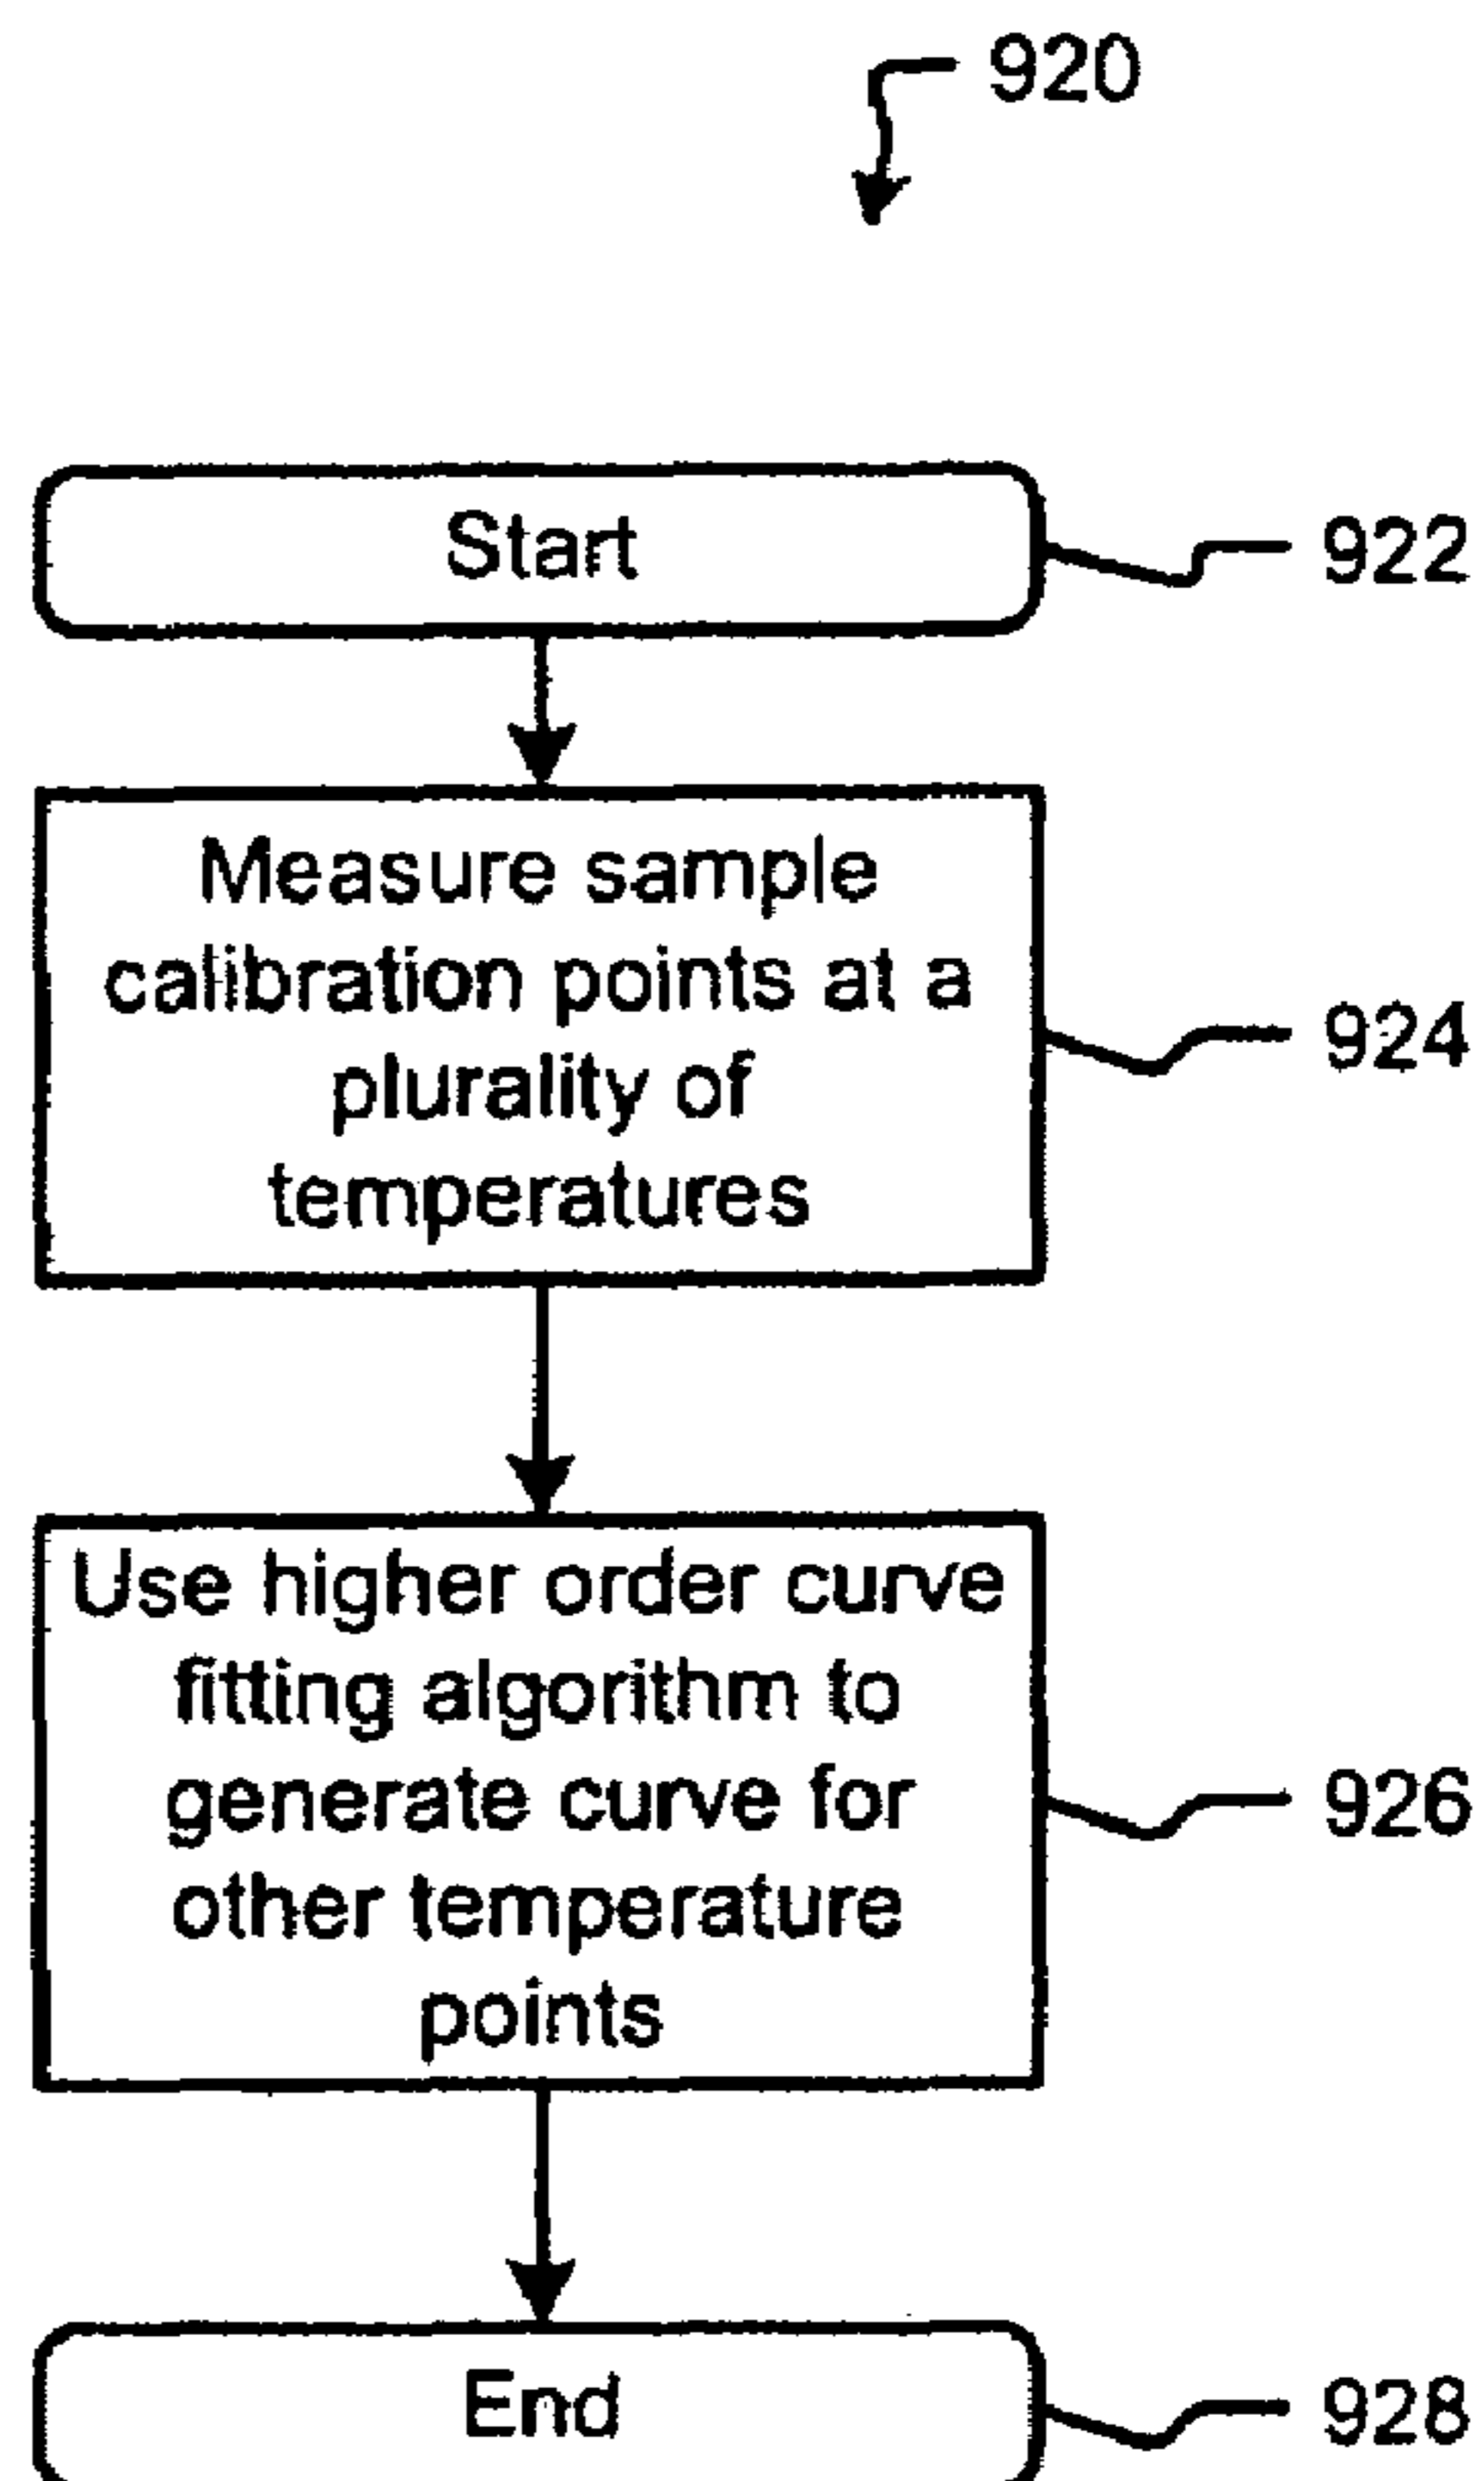 920
Start
922
Measure sample
calibration points at a
plurality of
temperatures
924
Use higher order curve
fitting algorithm to
generate curve for
other temperature
points
926
End
928